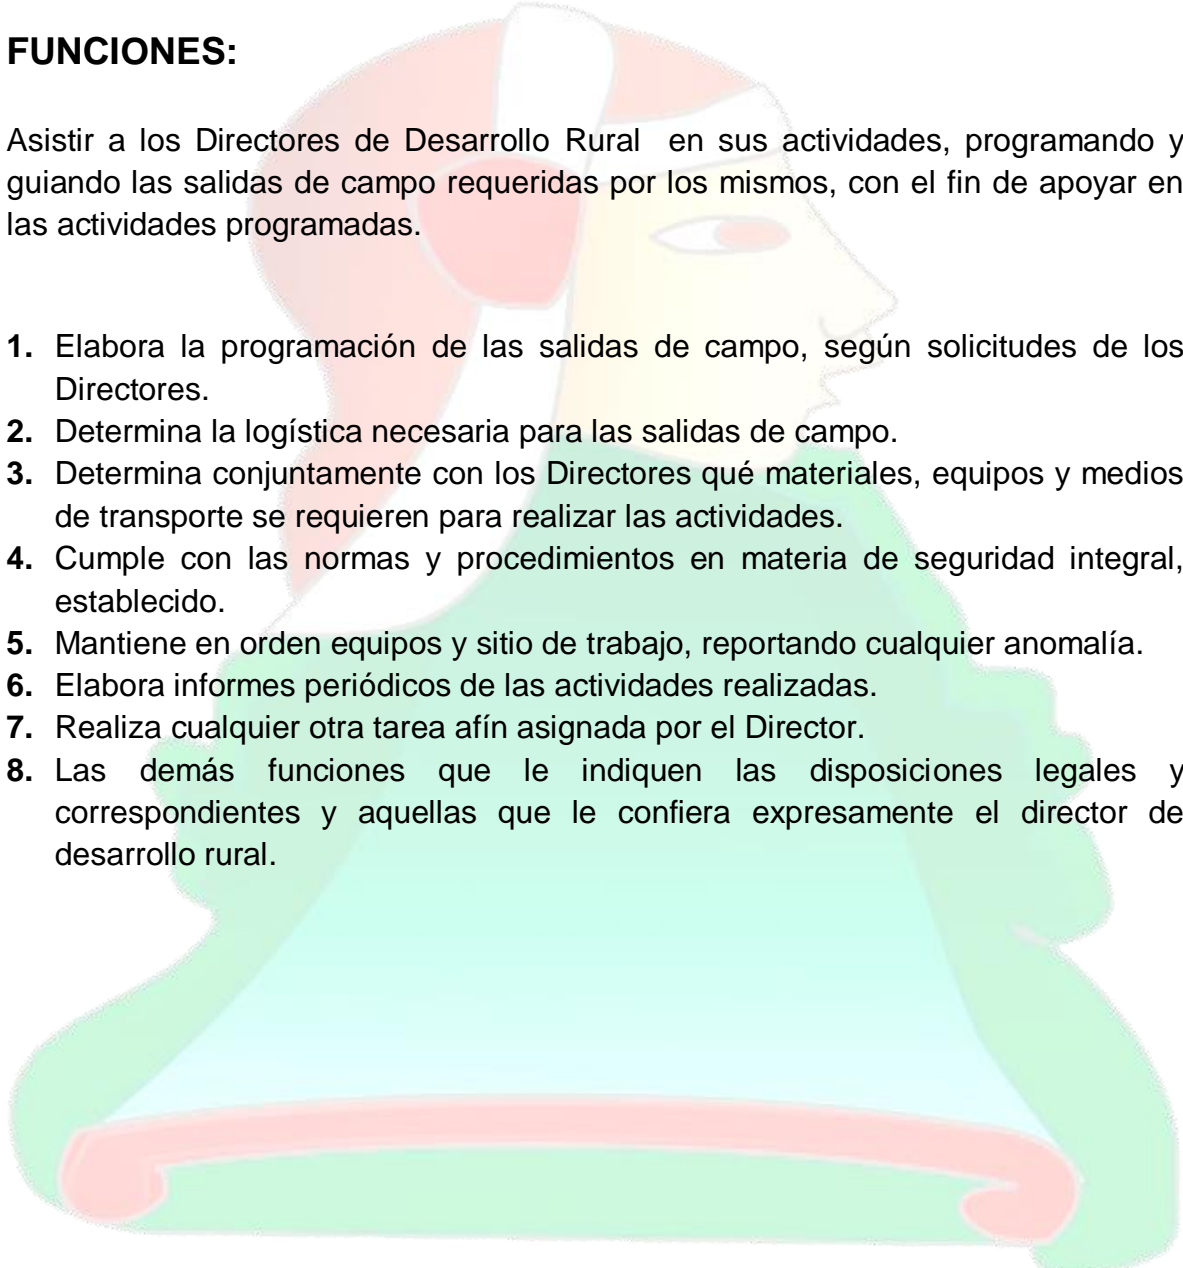 FUNCIONES:
Asistir a los Directores de Desarrollo Rural  en sus actividades, programando y
guiando las salidas de campo requeridas por los mismos, con el fin de apoyar en
las actividades programadas.
1. Elabora la programación de las salidas de campo, según solicitudes de los
Directores.
2. Determina la logística necesaria para las salidas de campo.
3. Determina conjuntamente con los Directores qué materiales, equipos y medios
de transporte se requieren para realizar las actividades.
4. Cumple con las normas y procedimientos en materia de seguridad integral,
establecido.
5. Mantiene en orden equipos y sitio de trabajo, reportando cualquier anomalía.
6. Elabora informes periódicos de las actividades realizadas.
7. Realiza cualquier otra tarea afín asignada por el Director.
8. Las demás funciones que le indiquen las disposiciones legales y
correspondientes y aquellas que le confiera expresamente el director de
desarrollo rural.